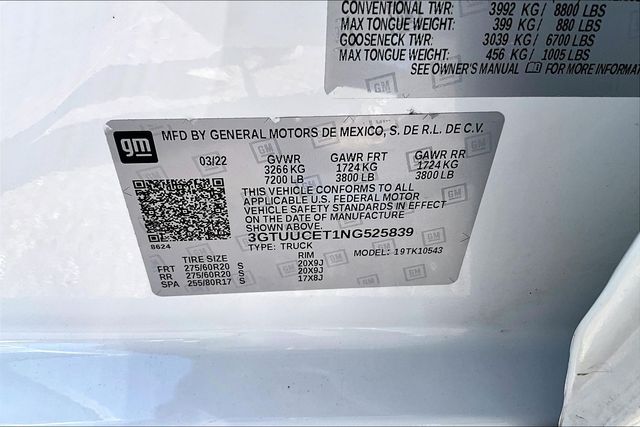 CONVENTIONAL TWR: 3992 KG/ 8800 LBS
MAX TONGUE WEIGHT: 399 KG/ 880 LBS
GOOSENECK TWR: 3039 KG/ 6700 LBS
MAX TONGUE WEIGHT: 456 KG/ 1005 LBS
SEE OWNER'S MANUAL FOR MORE INFORMAT
gm MFD BY GENERAL MOTORS DE MEXICO, S. DE R.L. DE C.V.
03/22 GVWR GAWR FRT GAWR RR
3266 KG 1724 KG 1724 KG
7200 LB 3800 LB 3800 LB
THIS VEHICLE CONFORMS TO ALL
APPLICABLE U.S. FEDERAL MOTOR
VEHICLE SAFETY STANDARDS IN EFFECT
ON THE DATE OF MANUFACTURE
SHOWN ABOVE.
8624 3GTUUCET1NG525839
TYPE: TRUCK MODEL: 19TK10543
TIRE SIZE RIM
FRT 275/60R20 S 20X9J
RR 275/60R20 S 20X9J
SPA 255/80R17 S 17X8J